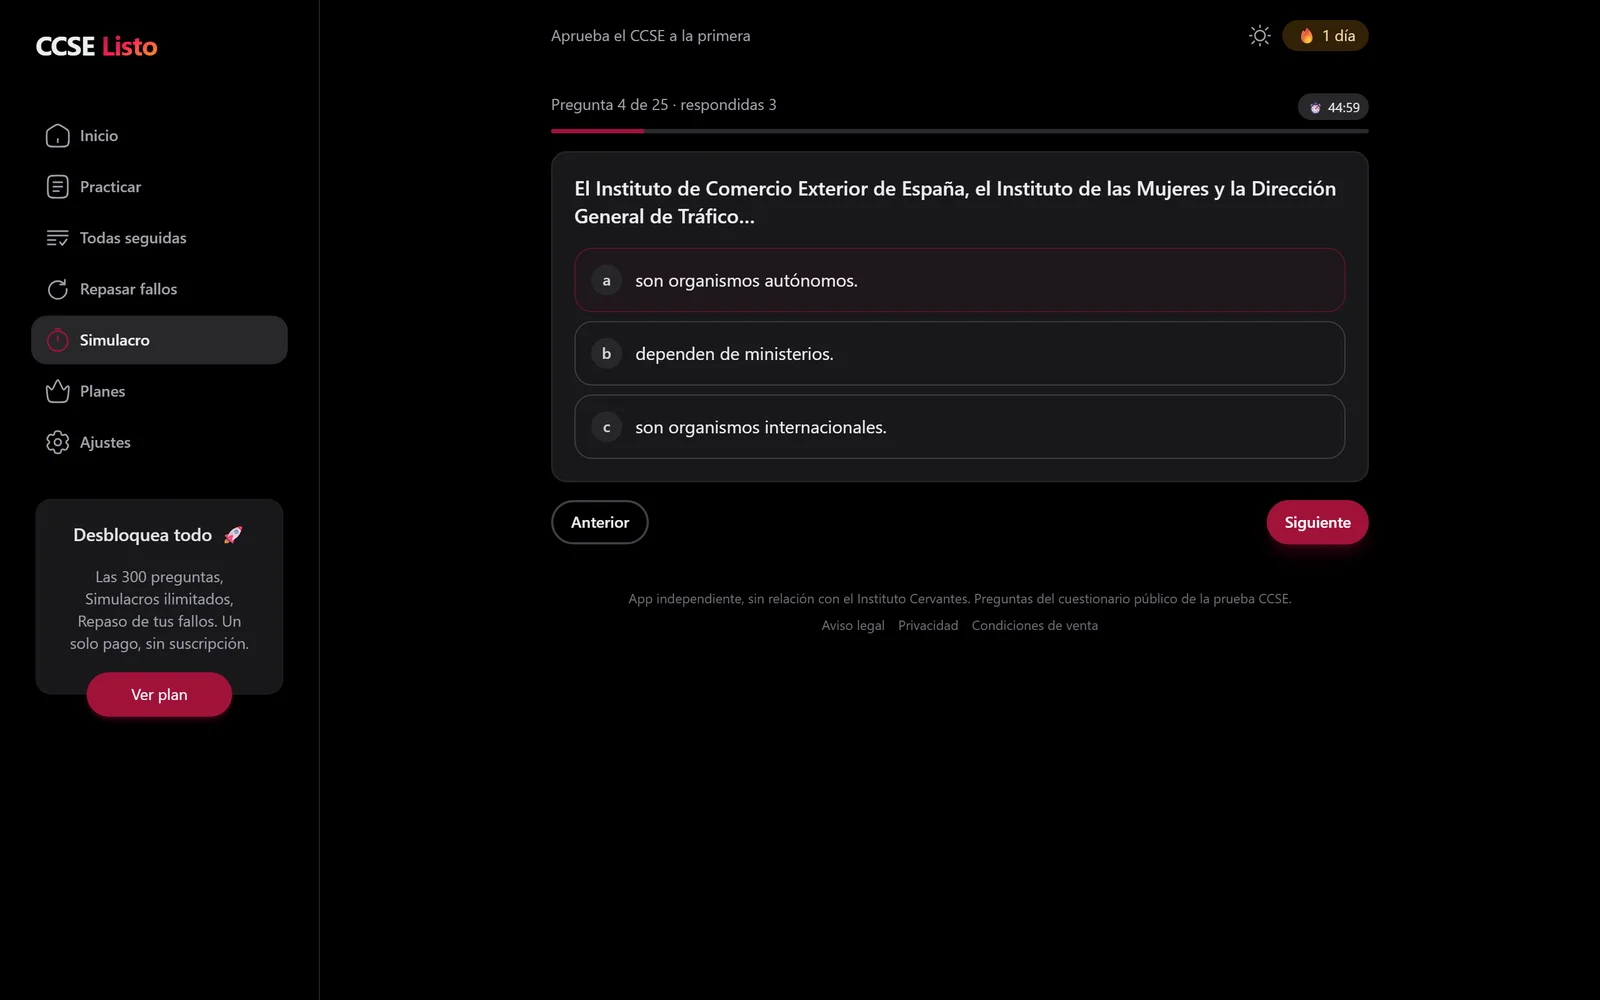 CCSE Listo
Inicio
Practicar
Todas seguidas
Repasar fallos
Simulacro
Planes
Ajustes
Desbloquea todo 🚀
Las 300 preguntas,
Simulacros ilimitados,
Repaso de tus fallos. Un
solo pago, sin suscripción.
Ver plan
Aprueba el CCSE a la primera
🔥 1 día
Pregunta 4 de 25 · respondidas 3
44:59
El Instituto de Comercio Exterior de España, el Instituto de las Mujeres y la Dirección
General de Tráfico...
a son organismos autónomos.
b dependen de ministerios.
c son organismos internacionales.
Anterior
Siguiente
App independiente, sin relación con el Instituto Cervantes. Preguntas del cuestionario público de la prueba CCSE.
Aviso legal Privacidad Condiciones de venta